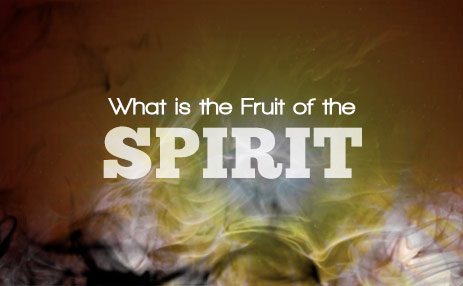 What is the Fruit of the
SPIRIT